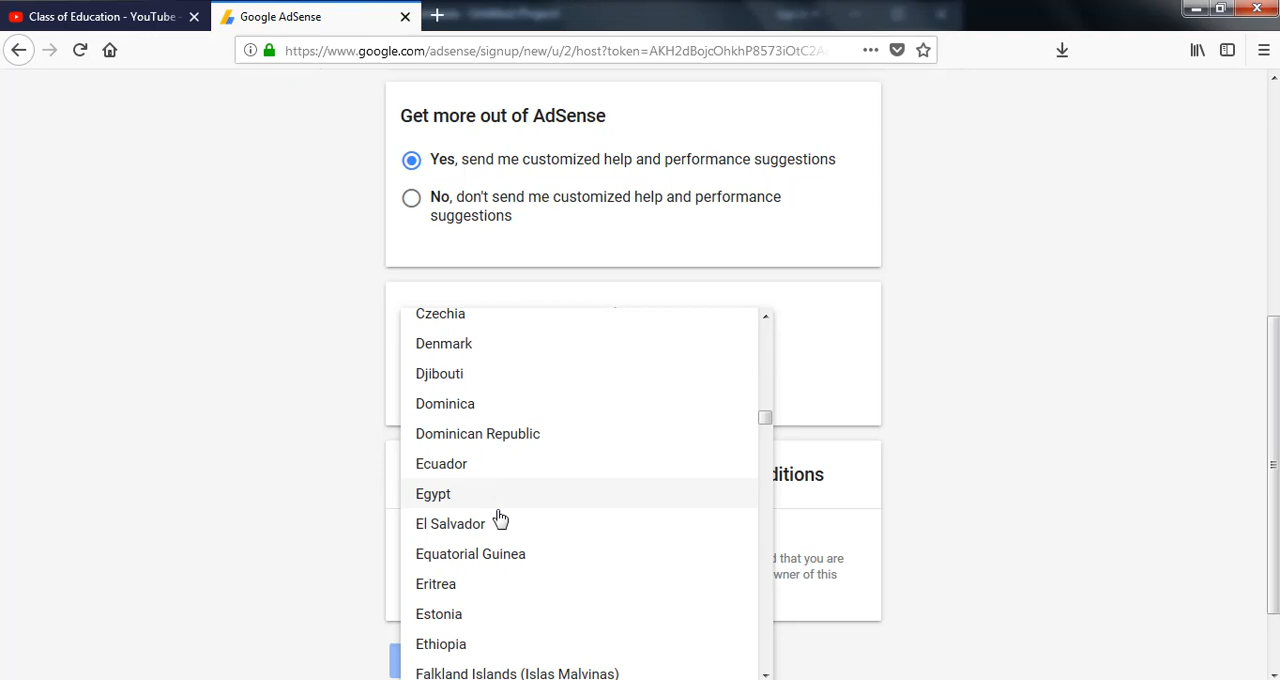 Class of Education - YouTube
Google AdSense
https://www.google.com/adsense/signup/new/u/2/host?token=AKH2dBojcOhkhP8573iOtC2A
Get more out of AdSense
Yes, send me customized help and performance suggestions
No, don't send me customized help and performance
suggestions
Czechia
Denmark
Djibouti
Dominica
Dominican Republic
Ecuador
Egypt
El Salvador
Equatorial Guinea
Eritrea
Estonia
Ethiopia
Falkland Islands (Islas Malvinas)
ditions
d that you are
wner of this